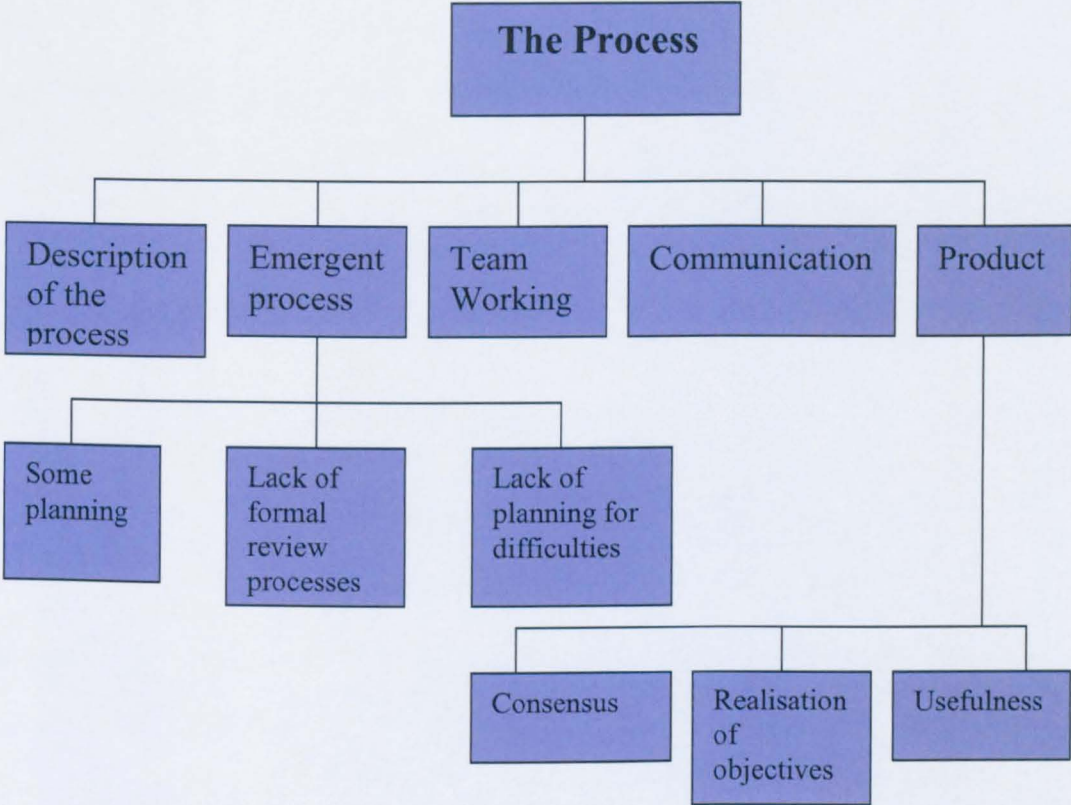 The Process
Description
of the
process
Emergent
process
Team
Working
Communication
Product
Some
planning
Lack of
formal
review
processes
Lack of
planning for
difficulties
Consensus
Realisation
of
objectives
Usefulness